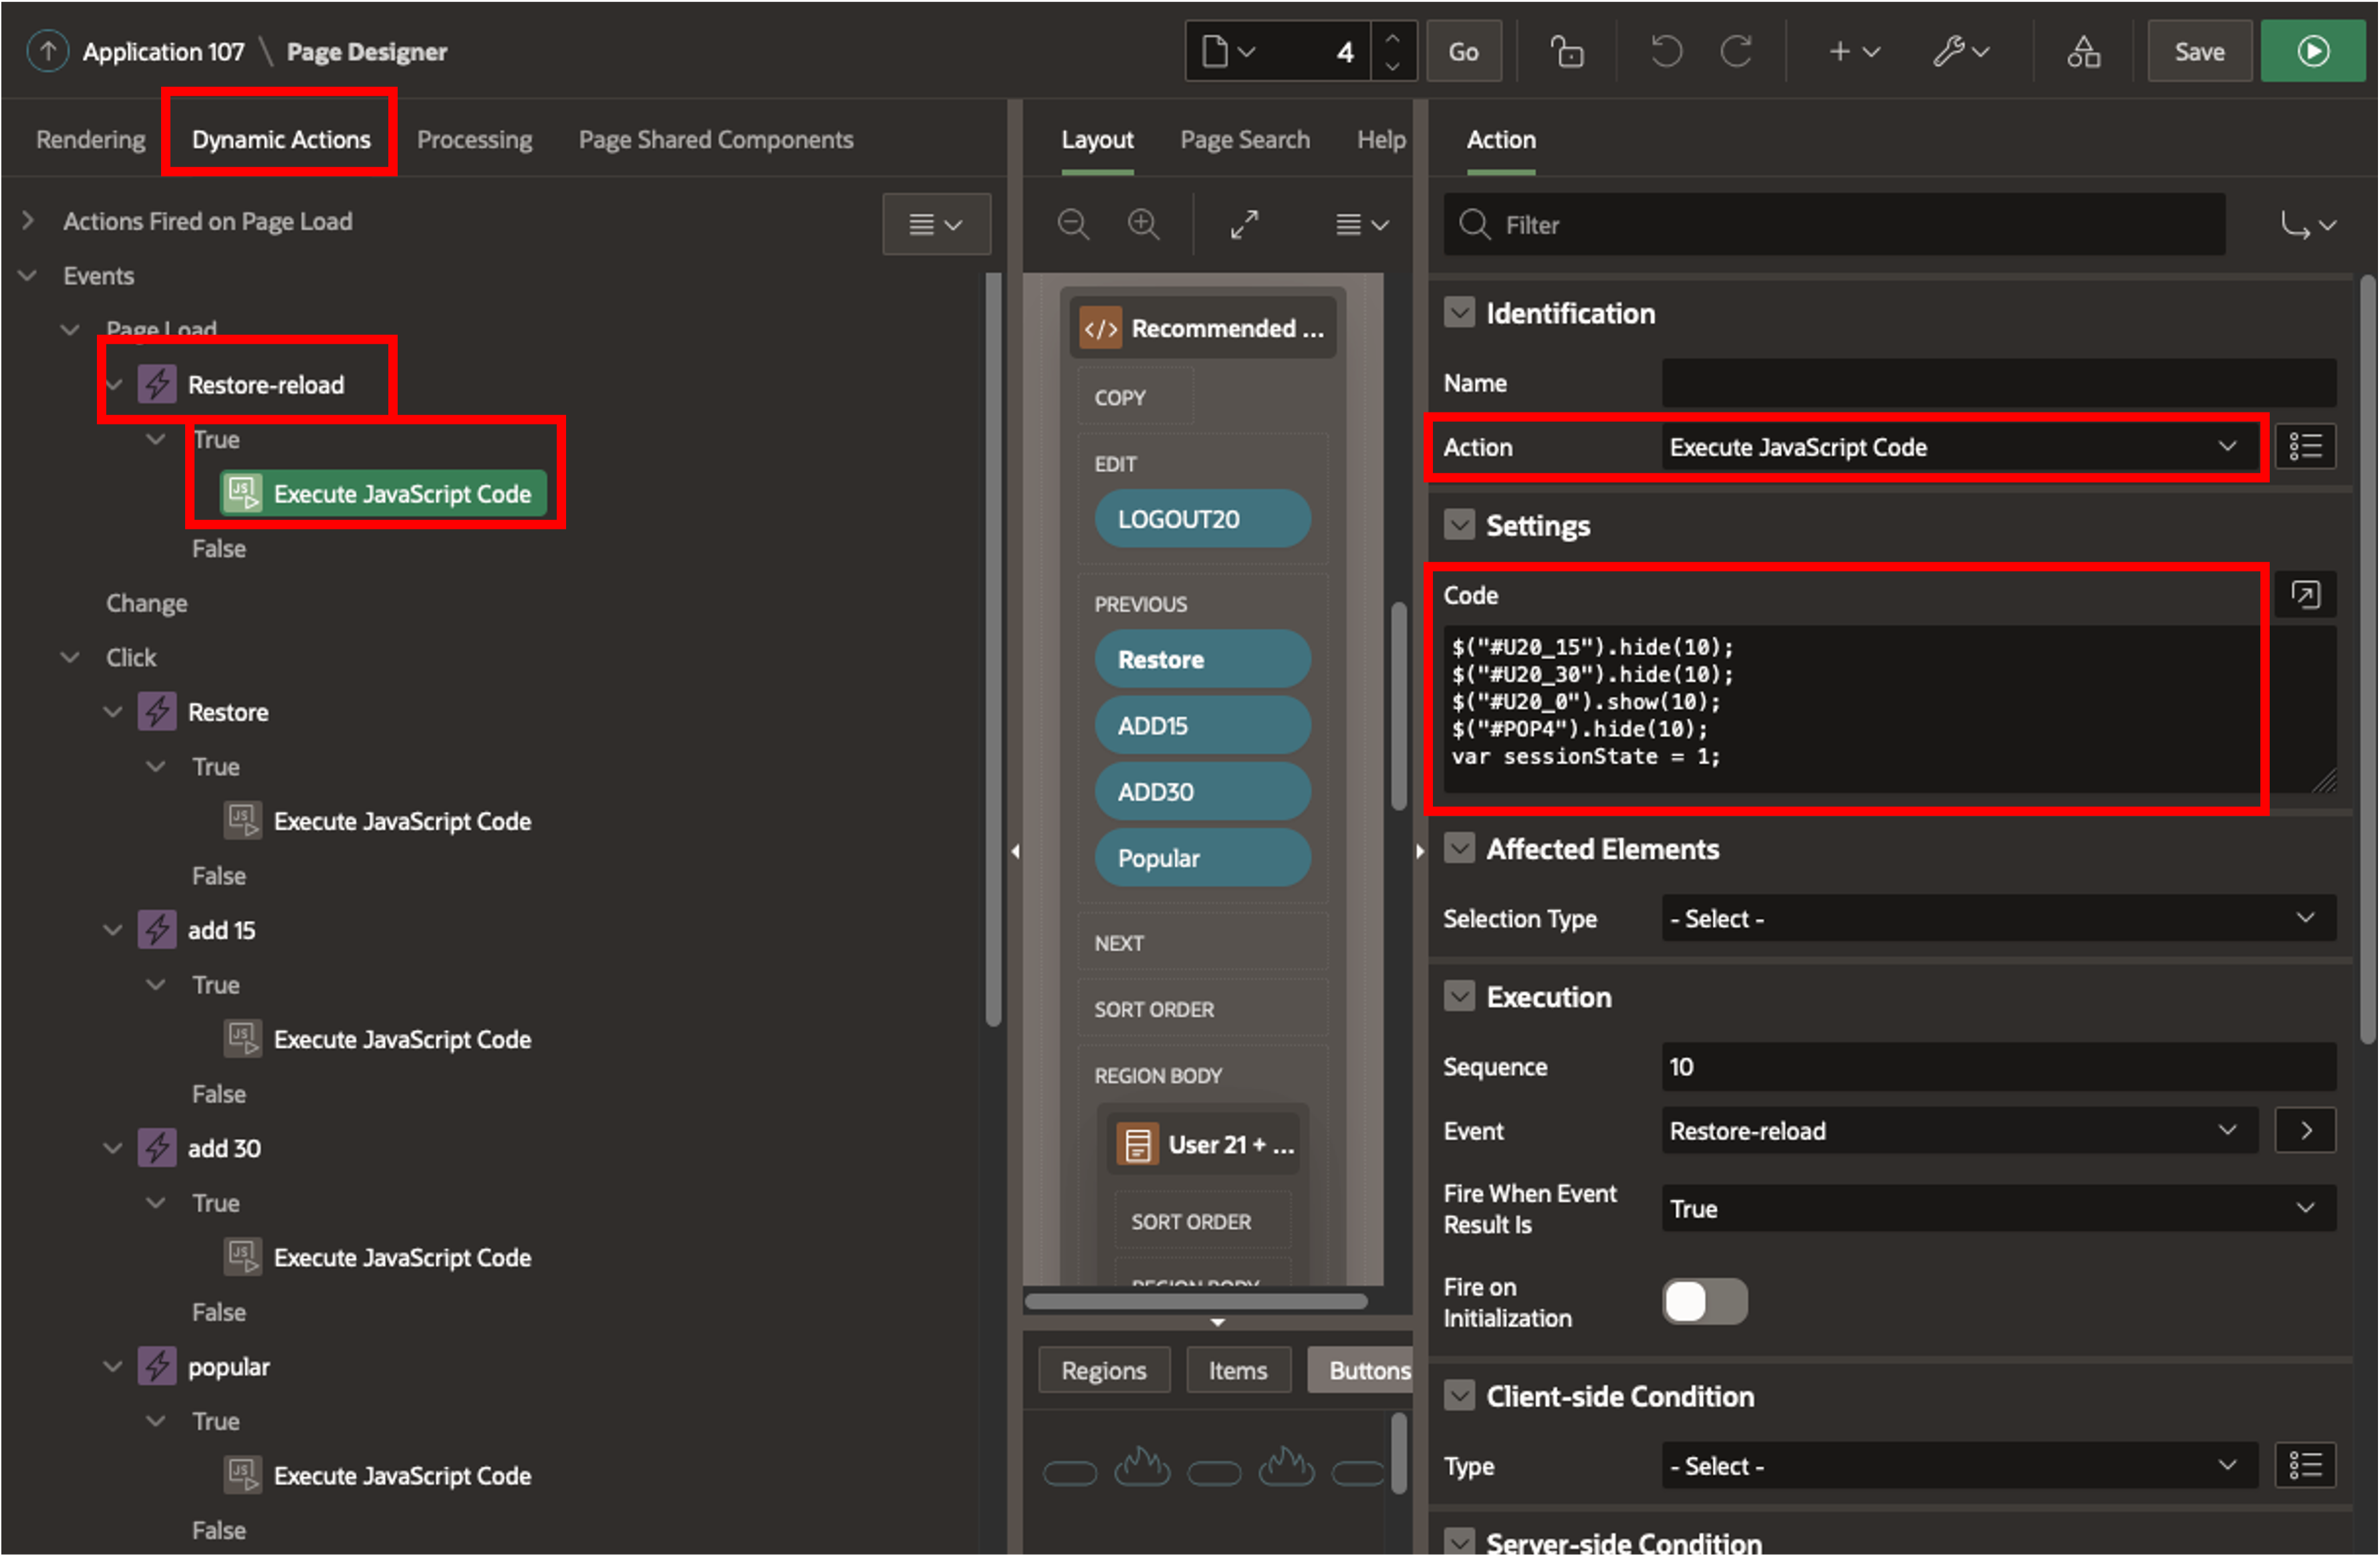 Application 107 \ Page Designer
4
Go
Save
Rendering
Dynamic Actions
Processing
Page Shared Components
Actions Fired on Page Load
Events
Page Load
Restore-reload
True
JS
Execute JavaScript Code
False
Change
Click
Restore
True
JS
Execute JavaScript Code
False
add 15
True
JS
Execute JavaScript Code
False
add 30
True
JS
Execute JavaScript Code
False
popular
True
JS
Execute JavaScript Code
False
Layout
Page Search
Help
</> Recommended ...
COPY
EDIT
LOGOUT20
PREVIOUS
Restore
ADD15
ADD30
Popular
NEXT
SORT ORDER
REGION BODY
User 21 + ...
SORT ORDER
REGION BODY
Regions
Items
Buttons
Action
Filter
Identification
Name
Action
Execute JavaScript Code
Settings
Code
$("#U20_15").hide(10);
$("#U20_30").hide(10);
$("#U20_0").show(10);
$("#POP4").hide(10);
var sessionState = 1;
Affected Elements
Selection Type
- Select -
Execution
Sequence
10
Event
Restore-reload
Fire When Event
Result Is
True
Fire on
Initialization
Client-side Condition
Type
- Select -
Server-side Condition